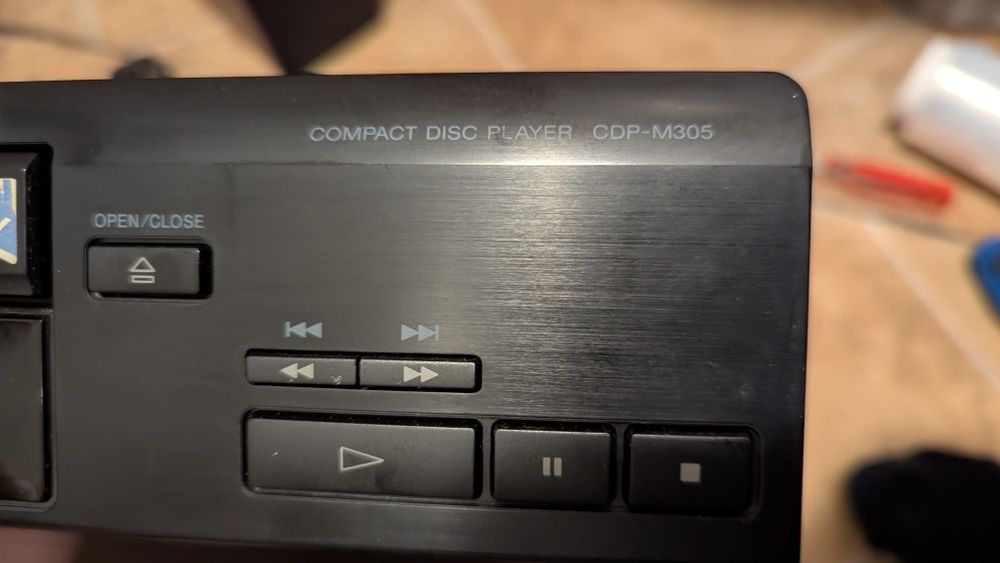 COMPACT DISC PLAYER CDP-M305
OPEN/CLOSE